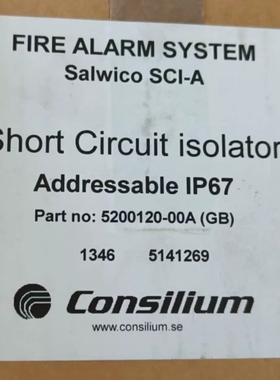 FIRE ALARM SYSTEM
Salwico SCI-A
Short Circuit isolator
Addressable IP67
Part no: 5200120-00A (GB)
1346 5141269
Consilium
www.consilium.se